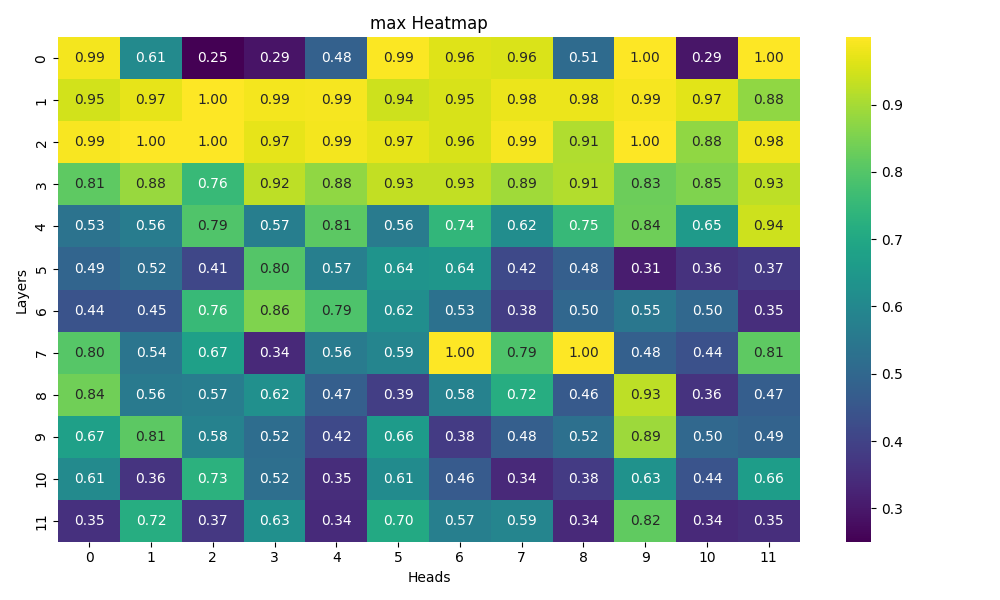 max Heatmap
0 0.99 0.61 0.25 0.29 0.48 0.99 0.96 0.96 0.51 1.00 0.29 1.00
1 0.95 0.97 1.00 0.99 0.99 0.94 0.95 0.98 0.98 0.99 0.97 0.88
2 0.99 1.00 1.00 0.97 0.99 0.97 0.96 0.99 0.91 1.00 0.88 0.98
3 0.81 0.88 0.76 0.92 0.88 0.93 0.93 0.89 0.91 0.83 0.85 0.93
4 0.53 0.56 0.79 0.57 0.81 0.56 0.74 0.62 0.75 0.84 0.65 0.94
5 0.49 0.52 0.41 0.80 0.57 0.64 0.64 0.42 0.48 0.31 0.36 0.37
6 0.44 0.45 0.76 0.86 0.79 0.62 0.53 0.38 0.50 0.55 0.50 0.35
7 0.80 0.54 0.67 0.34 0.56 0.59 1.00 0.79 1.00 0.48 0.44 0.81
8 0.84 0.56 0.57 0.62 0.47 0.39 0.58 0.72 0.46 0.93 0.36 0.47
9 0.67 0.81 0.58 0.52 0.42 0.66 0.38 0.48 0.52 0.89 0.50 0.49
10 0.61 0.36 0.73 0.52 0.35 0.61 0.46 0.34 0.38 0.63 0.44 0.66
11 0.35 0.72 0.37 0.63 0.34 0.70 0.57 0.59 0.34 0.82 0.34 0.35
0 1 2 3 4 5 6 7 8 9 10 11
Heads
Layers
0.9
0.8
0.7
0.6
0.5
0.4
0.3